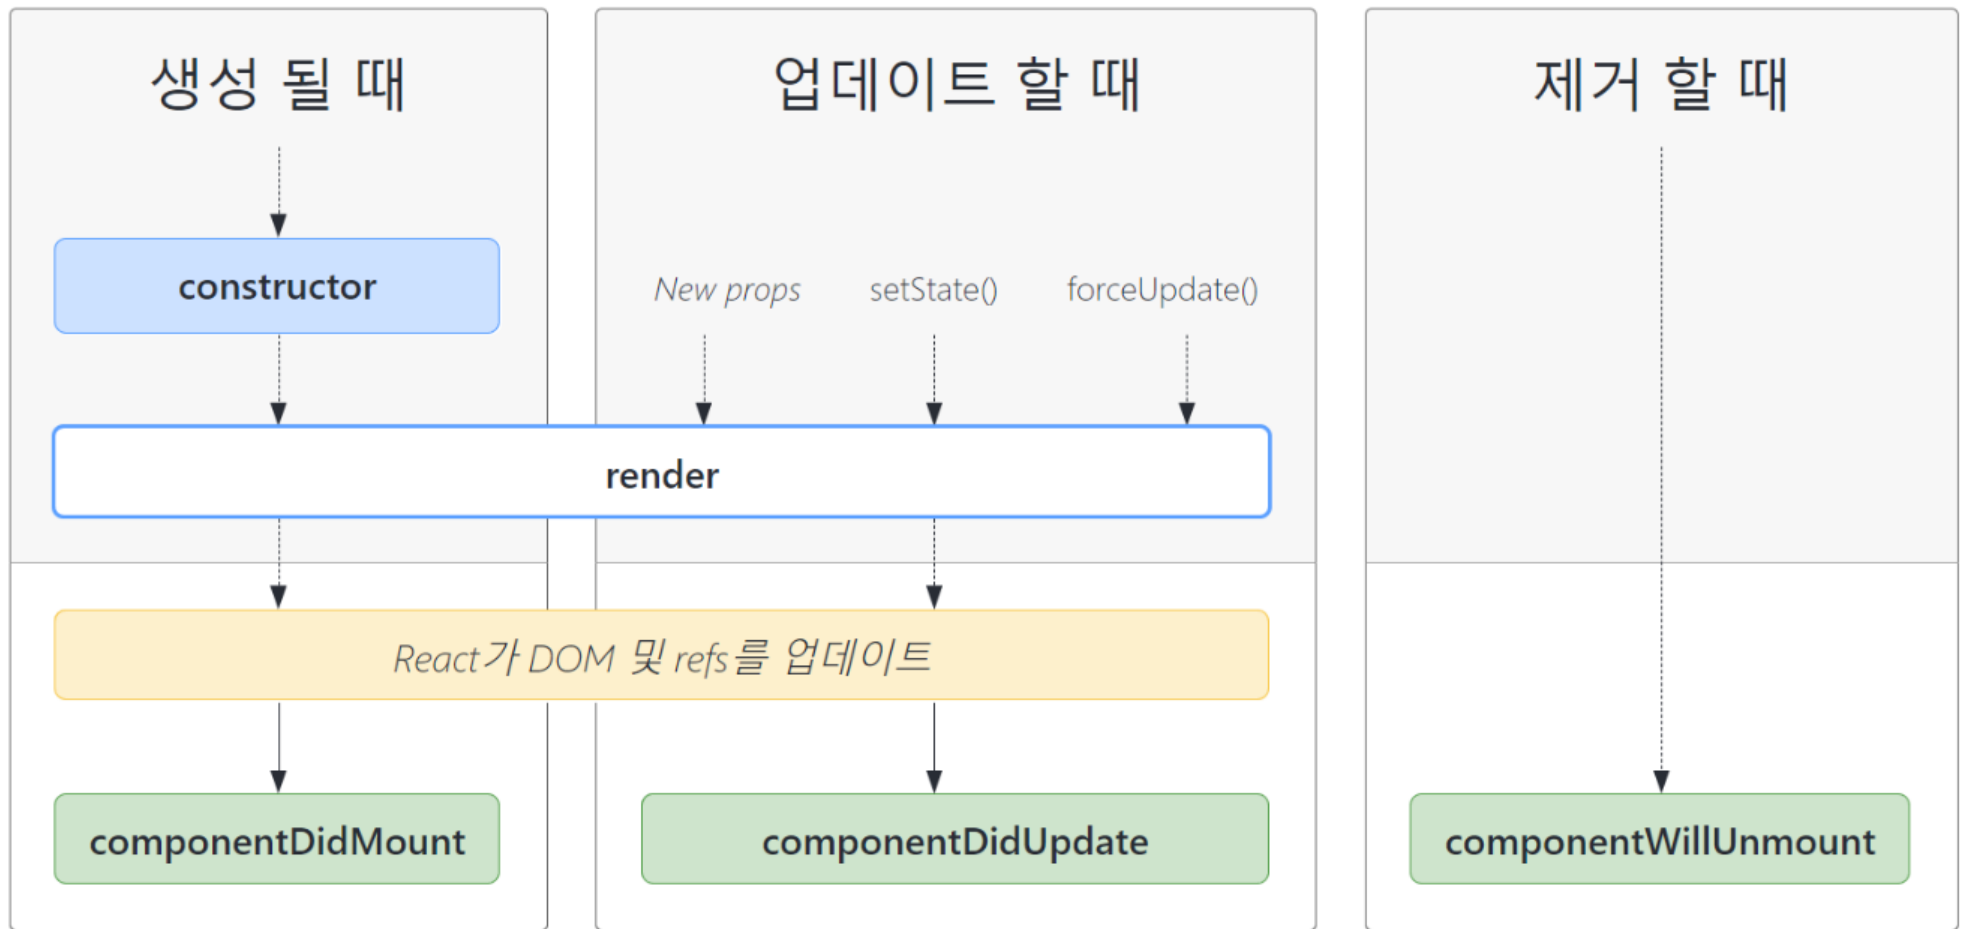 생성 될 때
업데이트 할 때
제거 할 때
constructor
New props
setState()
forceUpdate()
render
React가 DOM 및 refs를 업데이트
componentDidMount
componentDidUpdate
componentWillUnmount